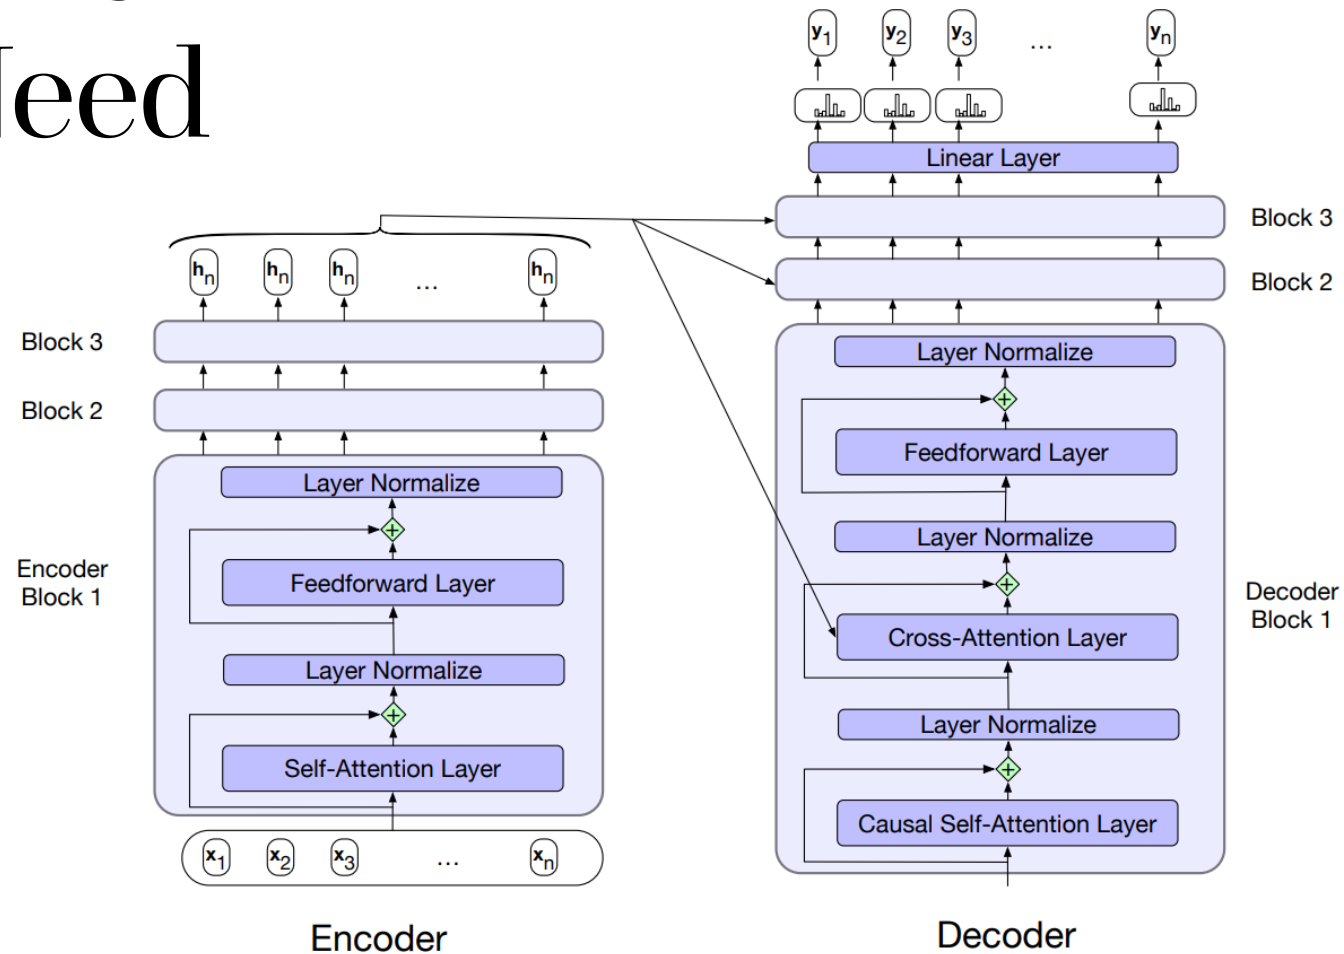 Need
y1 y2 y3 ... yn
Linear Layer
Block 3
Block 2
Layer Normalize
+
Feedforward Layer
Layer Normalize
+
Cross-Attention Layer
Layer Normalize
+
Causal Self-Attention Layer
Decoder
Block 1
Decoder
hn hn hn ... hn
Block 3
Block 2
Layer Normalize
+
Feedforward Layer
Layer Normalize
+
Self-Attention Layer
Encoder
Block 1
x1 x2 x3 ... xn
Encoder